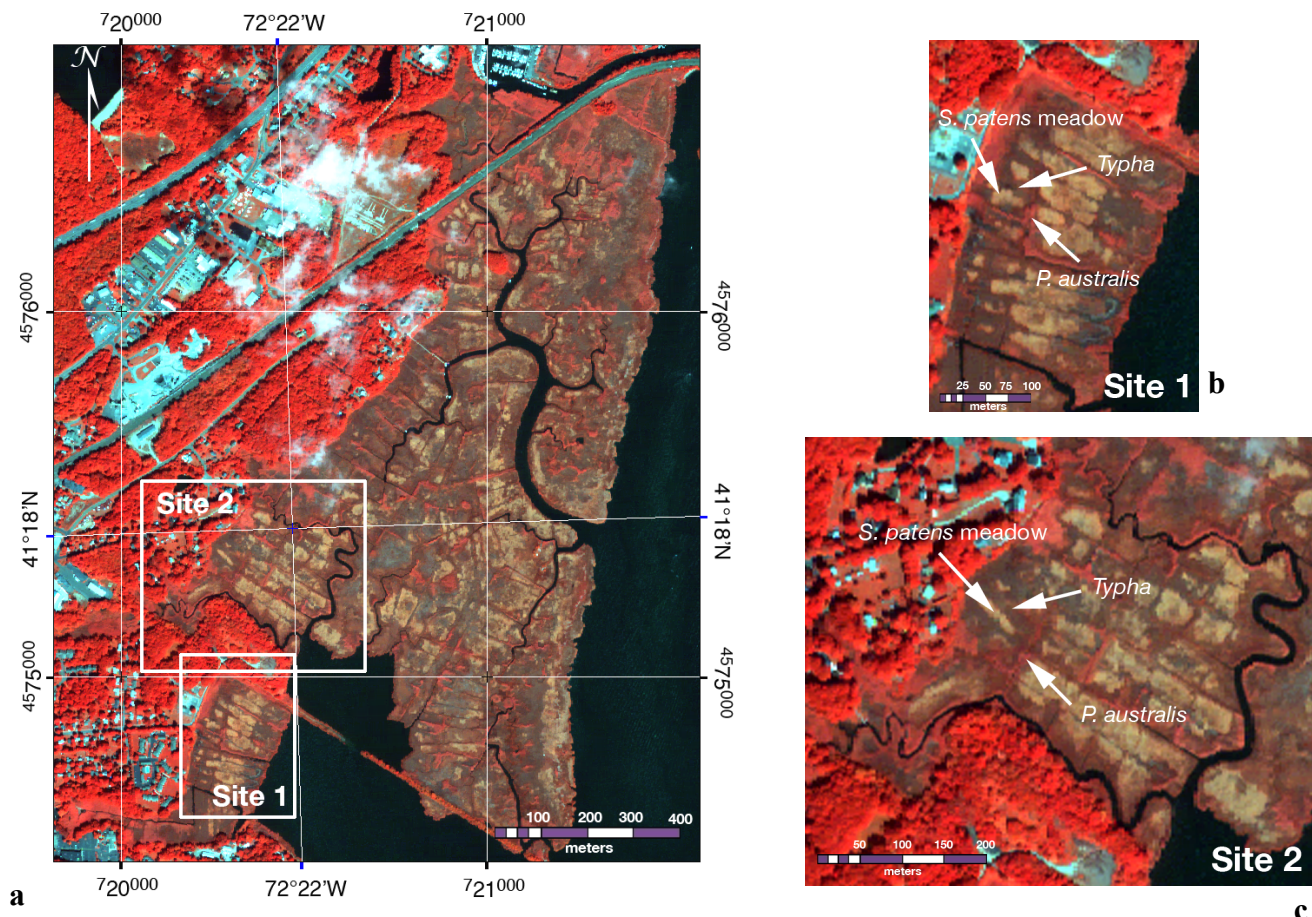 720000
72°22'W
721000
N
4576000
4576000
41°18'N
41°18'N
Site 2
4575000
4575000
Site 1
100 200 300 400
meters
720000
72°22'W
721000
a
S. patens meadow
Typha
P. australis
25 50 75 100
meters
Site 1
b
S. patens meadow
Typha
P. australis
50 100 150 200
meters
Site 2
c